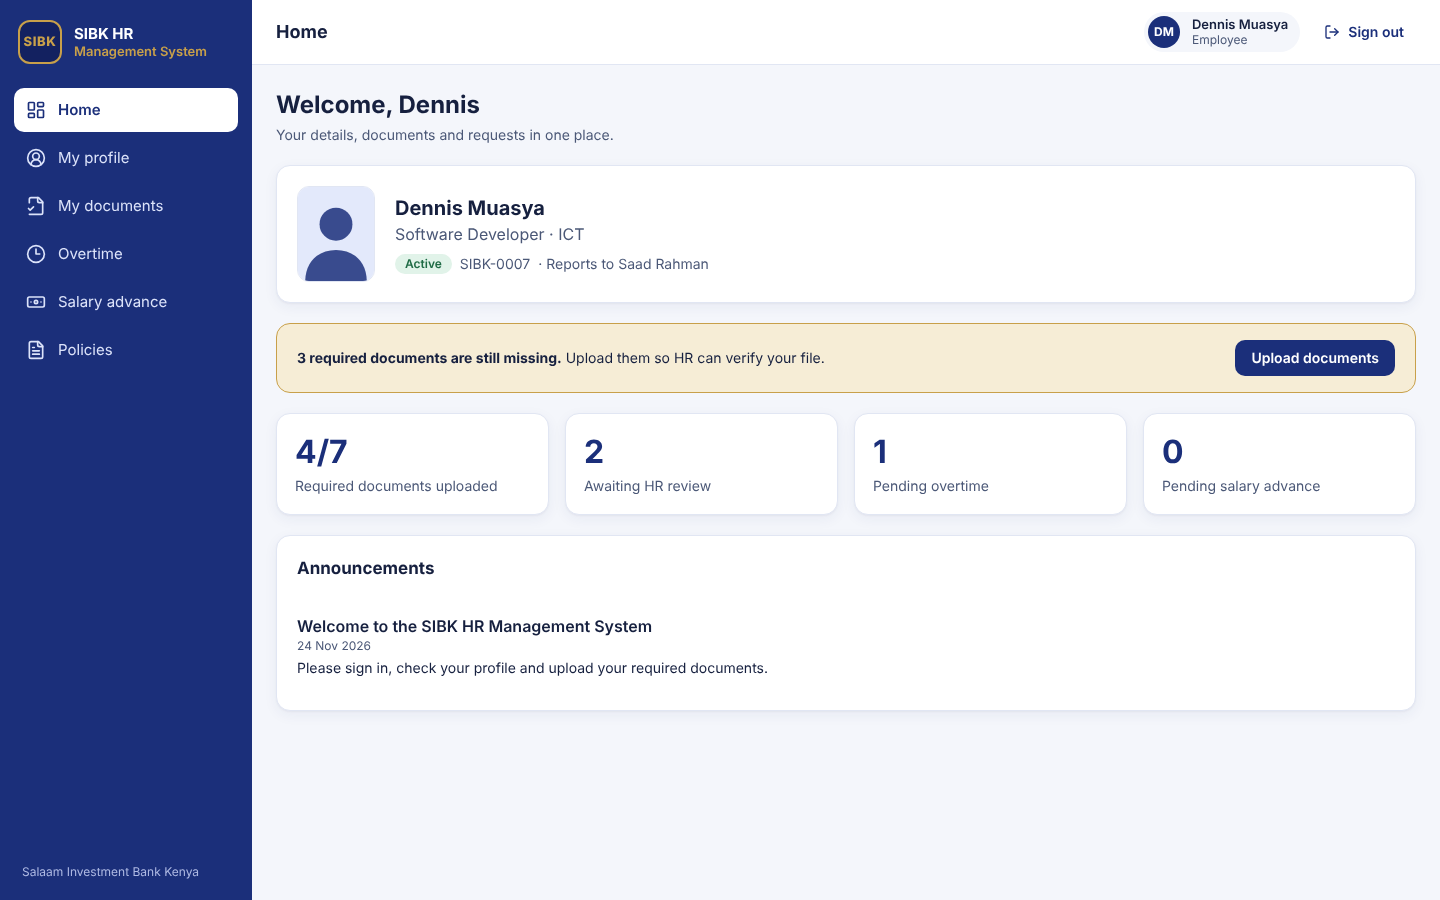 SIBK
SIBK HR
Management System
Home
My profile
My documents
Overtime
Salary advance
Policies
Salaam Investment Bank Kenya
Home
DM
Dennis Muasya
Employee
Sign out
Welcome, Dennis
Your details, documents and requests in one place.
Dennis Muasya
Software Developer · ICT
Active SIBK-0007 · Reports to Saad Rahman
3 required documents are still missing. Upload them so HR can verify your file.
Upload documents
4/7
Required documents uploaded
2
Awaiting HR review
1
Pending overtime
0
Pending salary advance
Announcements
Welcome to the SIBK HR Management System
24 Nov 2026
Please sign in, check your profile and upload your required documents.